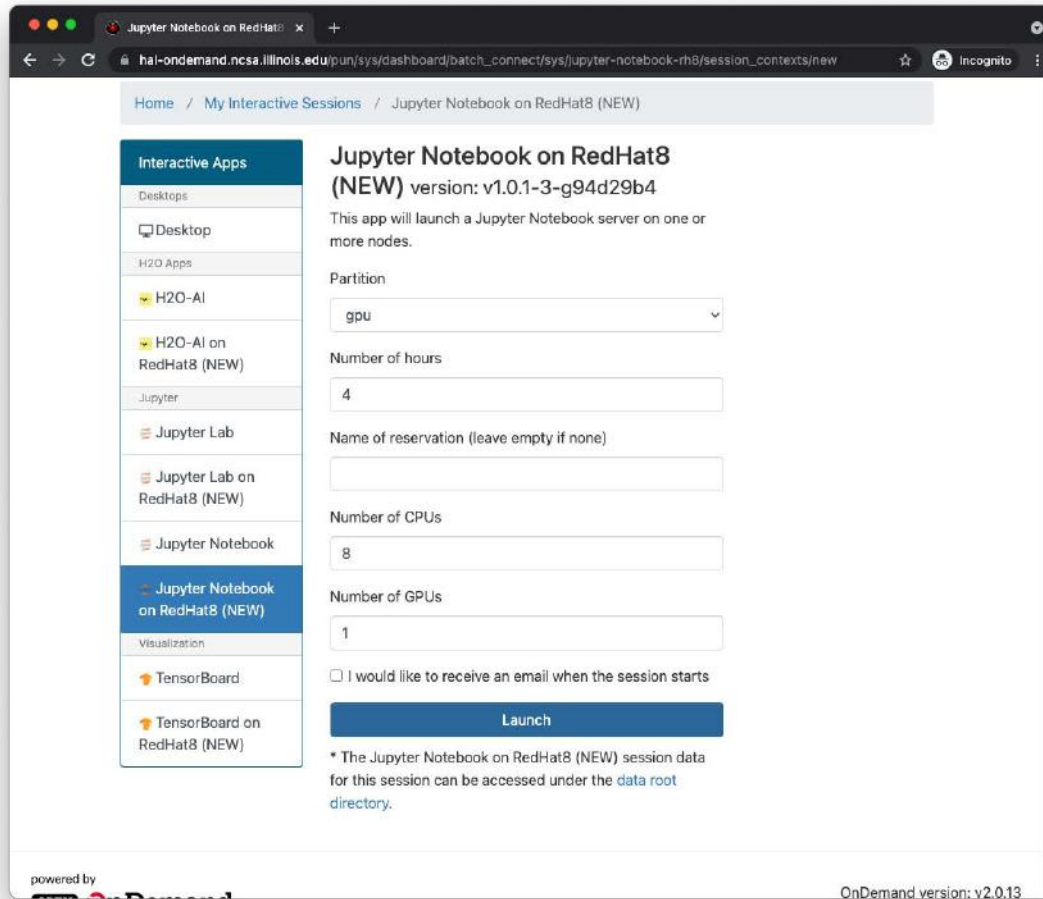 Jupyter Notebook on RedHat8
hal-ondemand.ncsa.illinois.edu/pun/sys/dashboard/batch_connect/sys/jupyter-notebook-rh8/session_contexts/new
Incognito
Home / My Interactive Sessions / Jupyter Notebook on RedHat8 (NEW)
Interactive Apps
Desktops
Desktop
H2O Apps
H2O-AI
H2O-AI on
RedHat8 (NEW)
Jupyter
Jupyter Lab
Jupyter Lab on
RedHat8 (NEW)
Jupyter Notebook
Jupyter Notebook
on RedHat8 (NEW)
Visualization
TensorBoard
TensorBoard on
RedHat8 (NEW)
Jupyter Notebook on RedHat8
(NEW) version: v1.0.1-3-g94d29b4
This app will launch a Jupyter Notebook server on one or
more nodes.
Partition
gpu
Number of hours
4
Name of reservation (leave empty if none)
Number of CPUs
8
Number of GPUs
1
I would like to receive an email when the session starts
Launch
* The Jupyter Notebook on RedHat8 (NEW) session data
for this session can be accessed under the data root
directory.
powered by
OnDemand
OnDemand version: v2.0.13